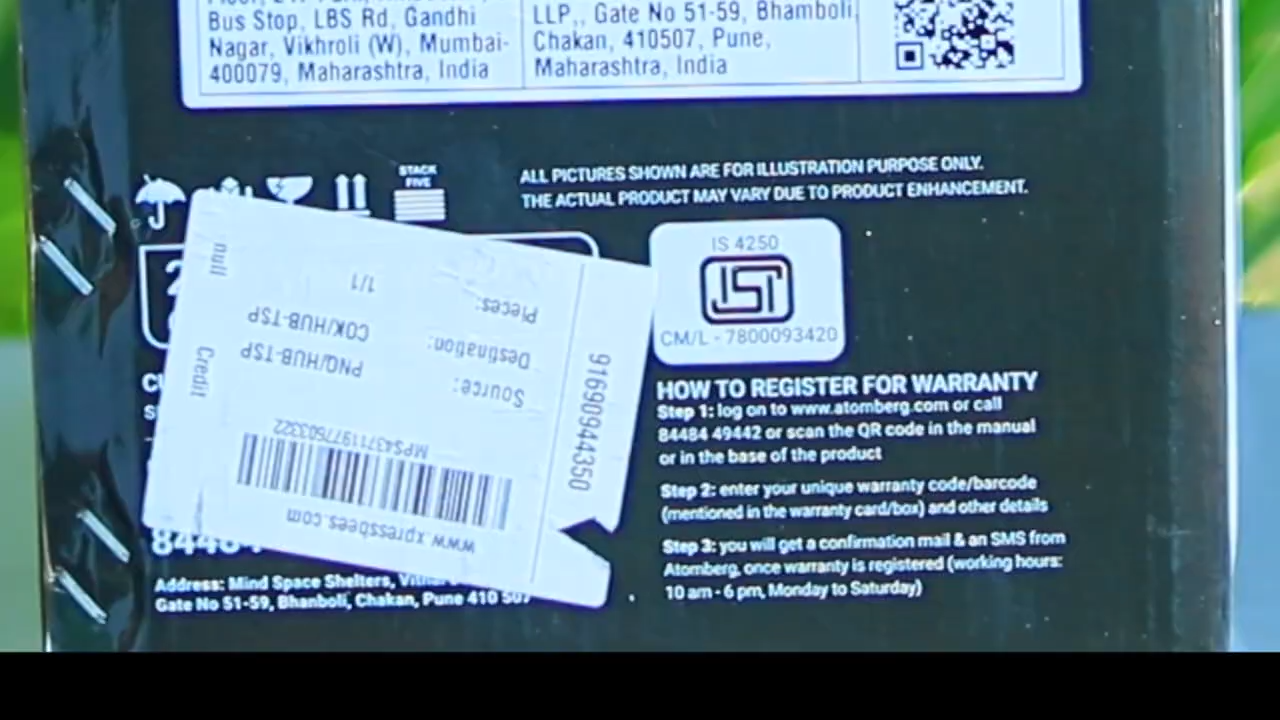 Bus Stop, LBS Rd, Gandhi
Nagar, Vikhroli (W), Mumbai-
400079, Maharashtra, India
LLP,, Gate No 51-59, Bhamboli,
Chakan, 410507, Pune,
Maharashtra, India
STACK
FIVE
ALL PICTURES SHOWN ARE FOR ILLUSTRATION PURPOSE ONLY.
THE ACTUAL PRODUCT MAY VARY DUE TO PRODUCT ENHANCEMENT.
IS 4250
ISI
CM/L - 7800093420
HOW TO REGISTER FOR WARRANTY
Step 1: log on to www.atomberg.com or call
84484 49442 or scan the QR code in the manual
or in the base of the product
Step 2: enter your unique warranty code/barcode
(mentioned in the warranty card/box) and other details
Step 3: you will get a confirmation mail & an SMS from
Atomberg, once warranty is registered (working hours:
10 am - 6 pm, Monday to Saturday)
www.xpressbees.com
MPS4371197503322
Source: PNQ/HUB-TSP
Credit
Destination: COK/HUB-TSP
Pieces: 1/1
null
9169094435​0
Address: Mind Space Shelters,
Gate No 51-59, Bhanboli, Chakan, Pune 410 507